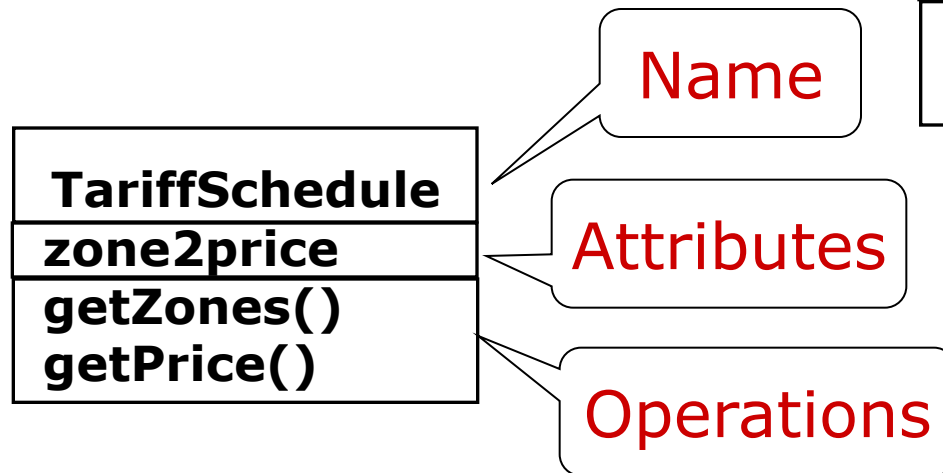 Name
TariffSchedule
zone2price
Attributes
getZones()
getPrice()
Operations